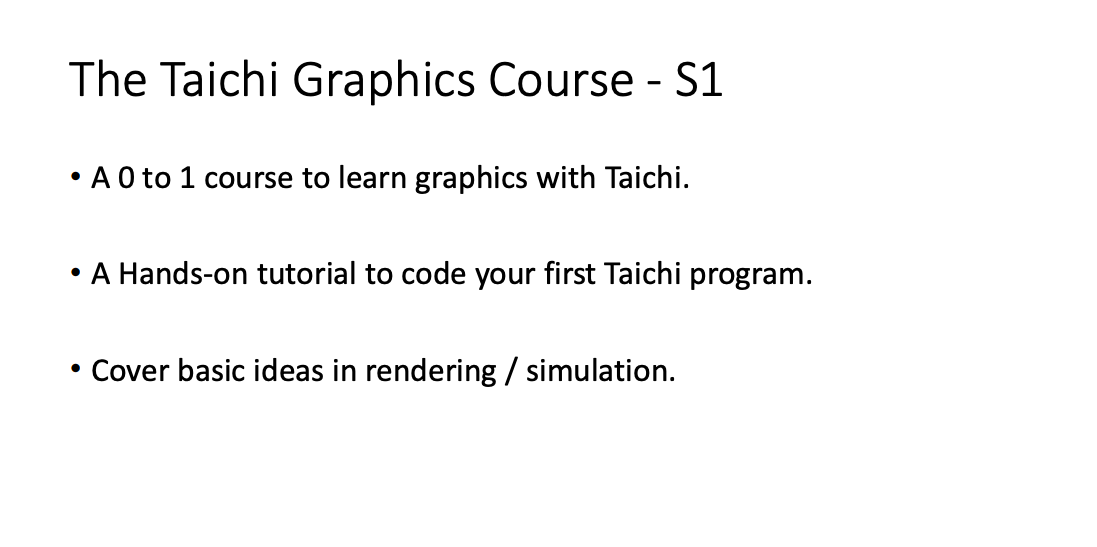 The Taichi Graphics Course - S1
• A 0 to 1 course to learn graphics with Taichi.
• A Hands-on tutorial to code your first Taichi program.
• Cover basic ideas in rendering / simulation.